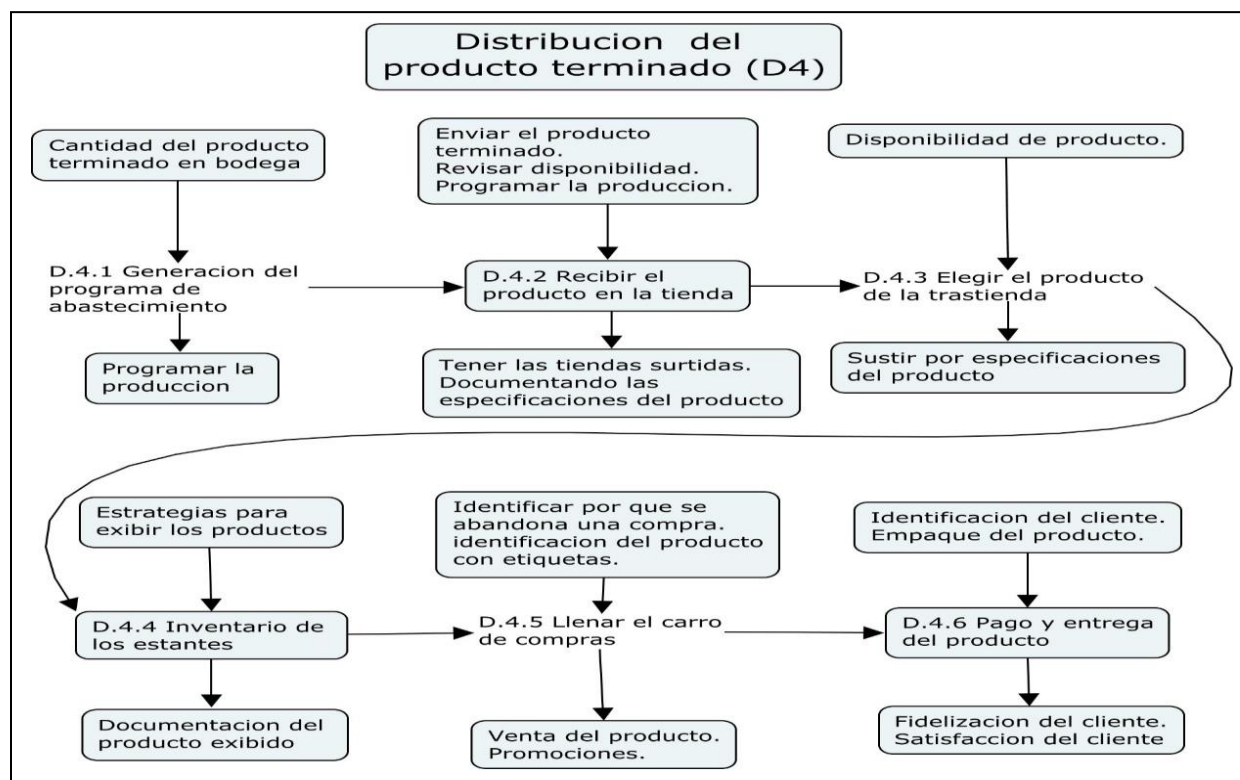 Distribucion del
producto terminado (D4)
Cantidad del producto
terminado en bodega
Enviar el producto
terminado.
Revisar disponibilidad.
Programar la produccion.
Disponibilidad de producto.
D.4.1 Generacion del
programa de
abastecimiento
D.4.2 Recibir el
producto en la tienda
D.4.3 Elegir el producto
de la trastienda
Programar la
produccion
Tener las tiendas surtidas.
Documentando las
especificaciones del producto
Sustir por especificaciones
del producto
Estrategias para
exibir los productos
Identificar por que se
abandona una compra.
identificacion del producto
con etiquetas.
Identificacion del cliente.
Empaque del producto.
D.4.4 Inventario de
los estantes
D.4.5 Llenar el carro
de compras
D.4.6 Pago y entrega
del producto
Documentacion del
producto exibido
Venta del producto.
Promociones.
Fidelizacion del cliente.
Satisfaccion del cliente